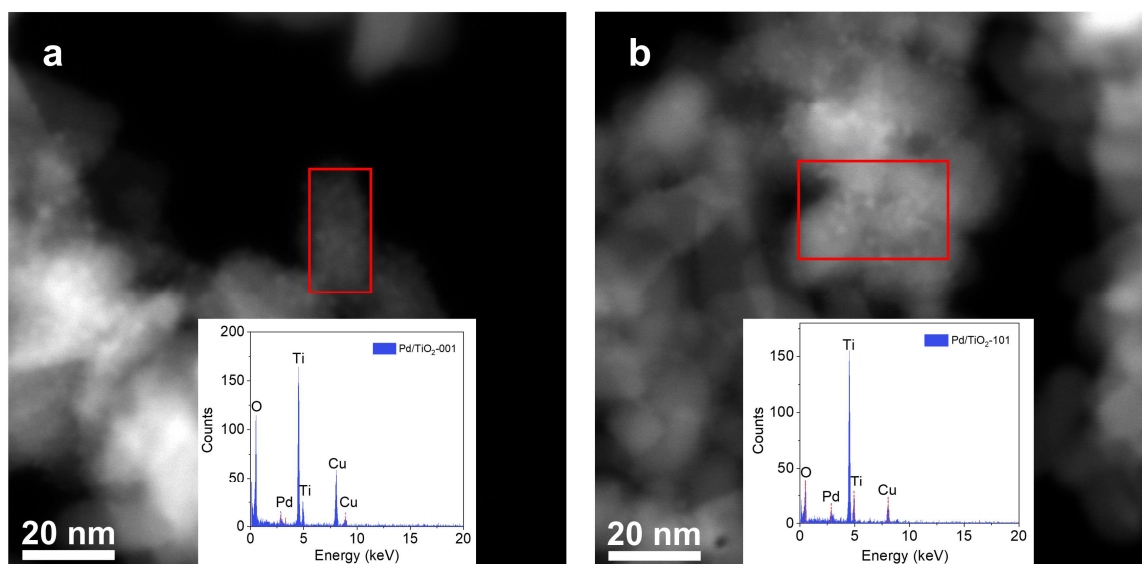 a
200
150
100
50
0
Counts
Pd/TiO₂-001
O
Ti
Pd
Ti
Cu
Cu
0 5 10 15 20
Energy (keV)
20 nm
b
150
100
50
0
Counts
Pd/TiO₂-101
Ti
O
Pd
Ti
Cu
0 5 10 15 20
Energy (keV)
20 nm